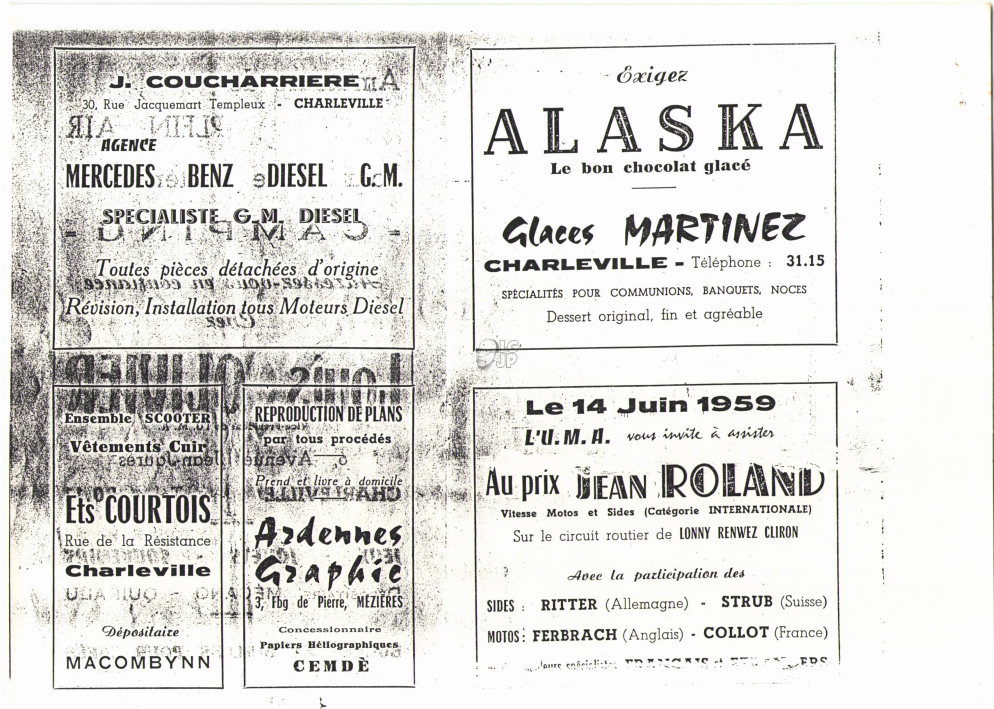 J. COUCHARRIERE
30, Rue Jacquemart Templeux - CHARLEVILLE
AGENCE
MERCEDES BENZ DIESEL G.M.
SPECIALISTE G.M. DIESEL
Toutes pièces détachées d'origine
Révision, Installation tous Moteurs Diesel
Exigez
ALASKA
Le bon chocolat glacé
Glaces MARTINEZ
CHARLEVILLE - Téléphone : 31.15
SPÉCIALITÉS POUR COMMUNIONS, BANQUETS, NOCES
Dessert original, fin et agréable
Ensemble SCOOTER
Vêtements Cuir
Ets COURTOIS
Rue de la Résistance
Charleville
Dépositaire
MACOMBYNN
REPRODUCTION DE PLANS
par tous procédés
Prend et livre à domicile
Ardennes
Graphic
3, Fbg de Pierre, MÉZIÈRES
Concessionnaire
Papiers Héliographiques
CEMDÈ
Le 14 Juin 1959
L'U.M.A. vous invite à assister
Au prix JEAN ROLAND
Vitesse Motos et Sides (Catégorie INTERNATIONALE)
Sur le circuit routier de LONNY RENWEZ CLIRON
Avec la participation des
SIDES : RITTER (Allemagne) - STRUB (Suisse)
MOTOS : FERBRACH (Anglais) - COLLOT (France)